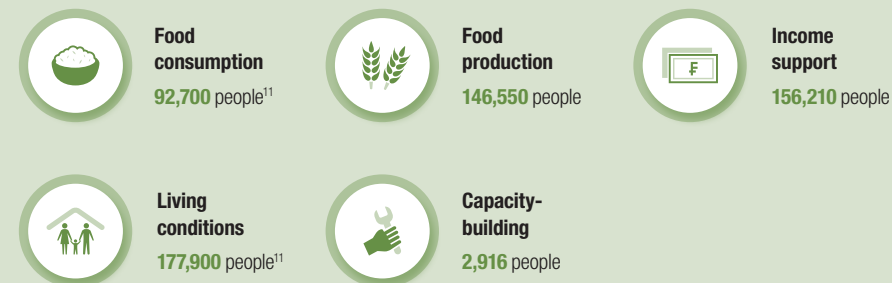 Food
consumption
92,700 people11
Food
production
146,550 people
₣
Income
support
156,210 people
Living
conditions
177,900 people11
Capacity-
building
2,916 people